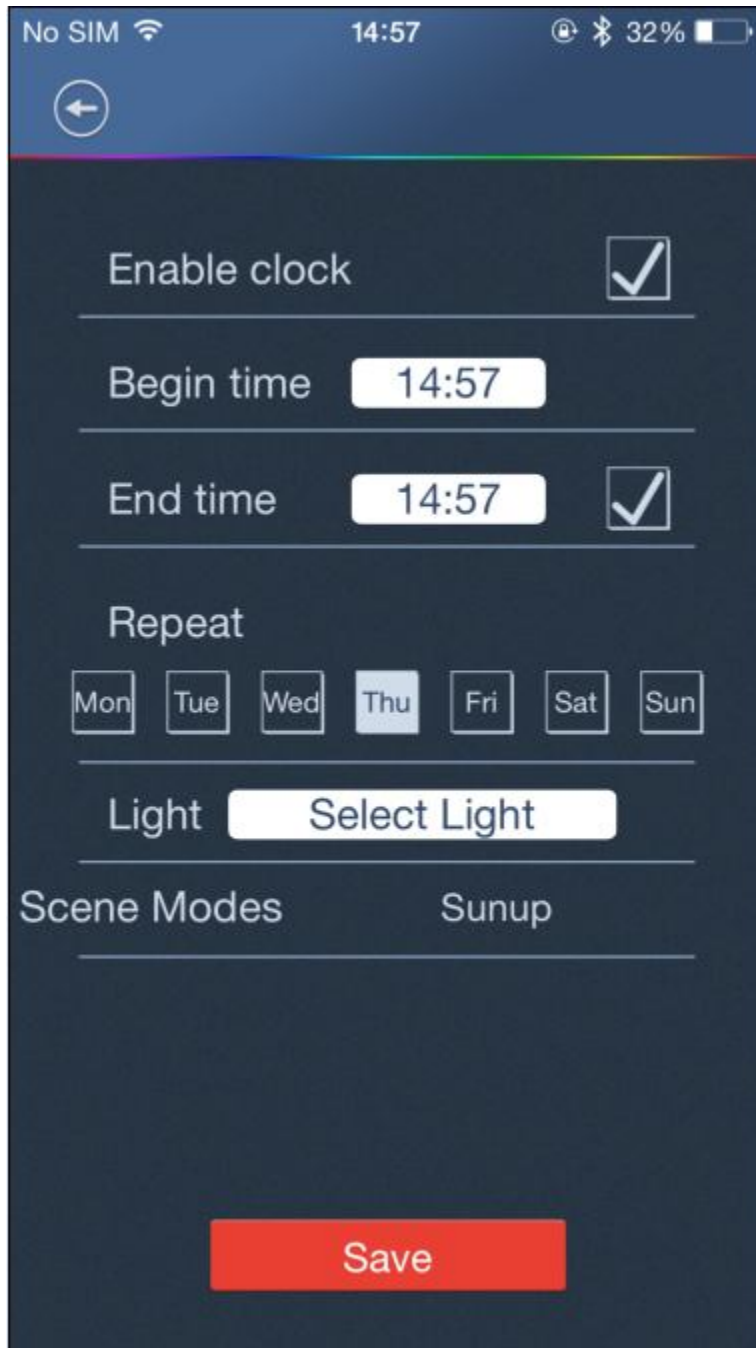 No SIM 14:57 32%
Enable clock
Begin time 14:57
End time 14:57
Repeat
Mon Tue Wed Thu Fri Sat Sun
Light Select Light
Scene Modes Sunup
Save